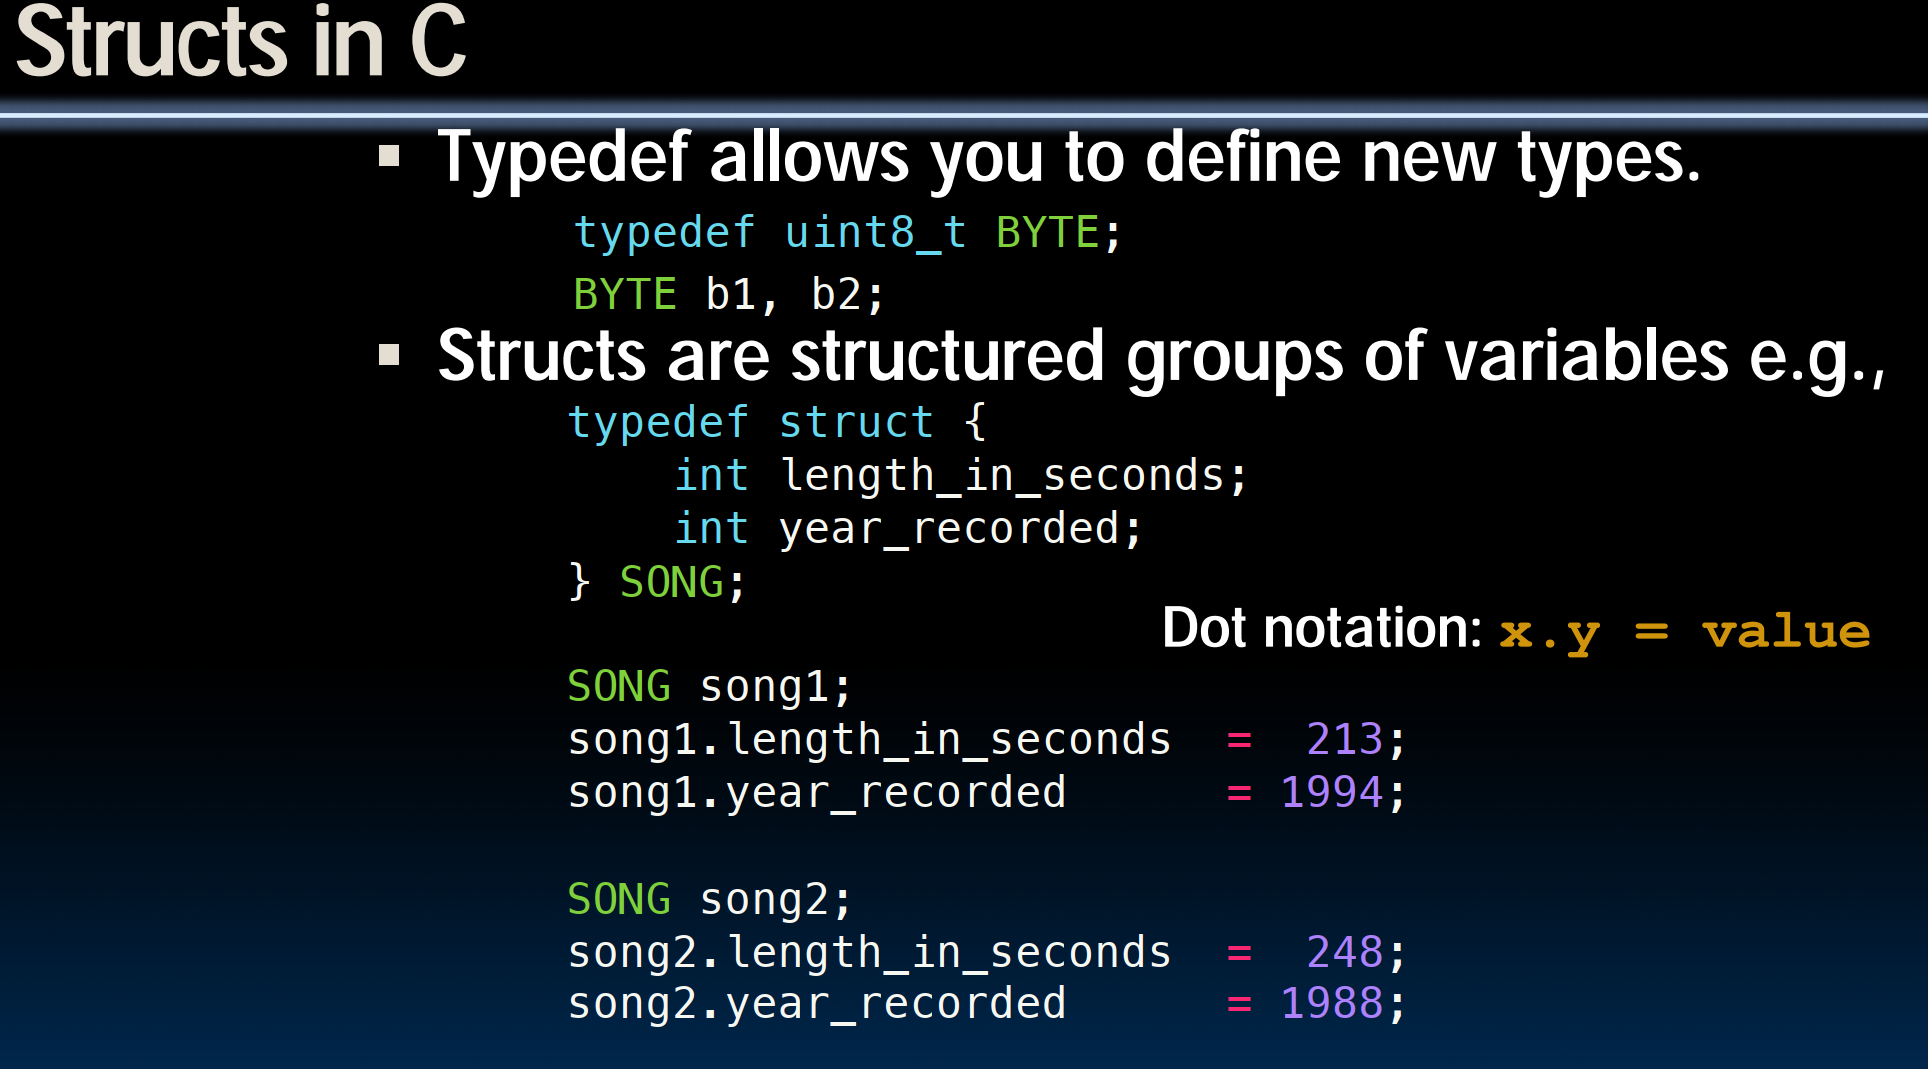 Structs in C
Typedef allows you to define new types.
typedef uint8_t BYTE;
BYTE b1, b2;
Structs are structured groups of variables e.g.,
typedef struct {
    int length_in_seconds;
    int year_recorded;
} SONG;
Dot notation: x.y = value
SONG song1;
song1.length_in_seconds  =  213;
song1.year_recorded      = 1994;
SONG song2;
song2.length_in_seconds  =  248;
song2.year_recorded      = 1988;